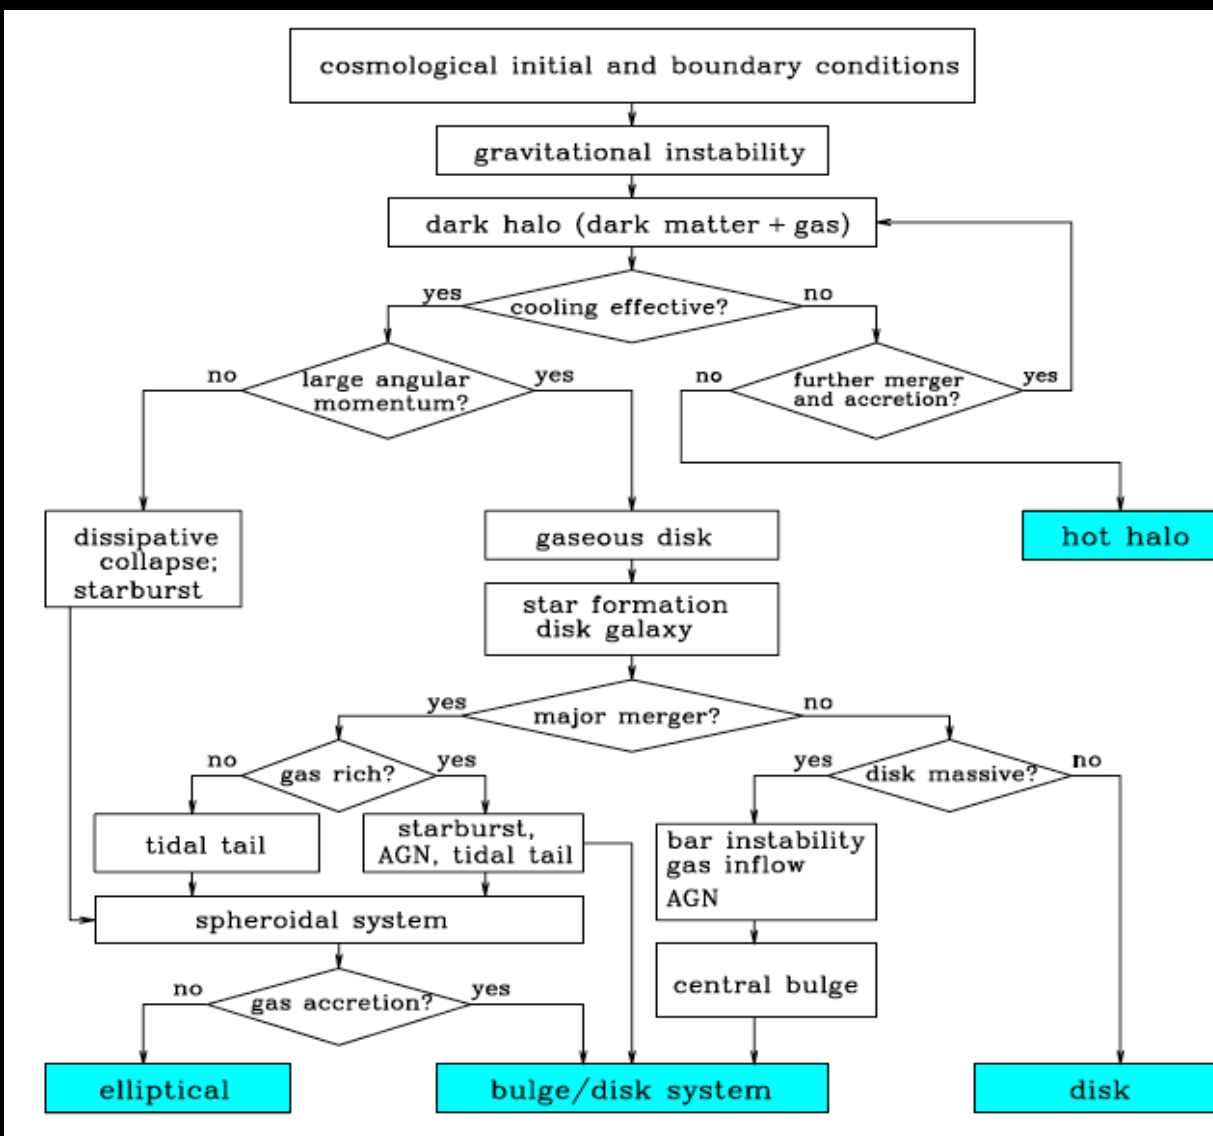 cosmological initial and boundary conditions
gravitational instability
dark halo (dark matter + gas)
yes
cooling effective?
no
no
large angular
momentum?
yes
no
further merger
and accretion?
yes
dissipative
collapse;
starburst
gaseous disk
hot halo
star formation
disk galaxy
yes
major merger?
no
no
gas rich?
yes
yes
disk massive?
no
tidal tail
starburst,
AGN, tidal tail
bar instability
gas inflow
AGN
spheroidal system
central bulge
no
gas accretion?
yes
elliptical
bulge/disk system
disk